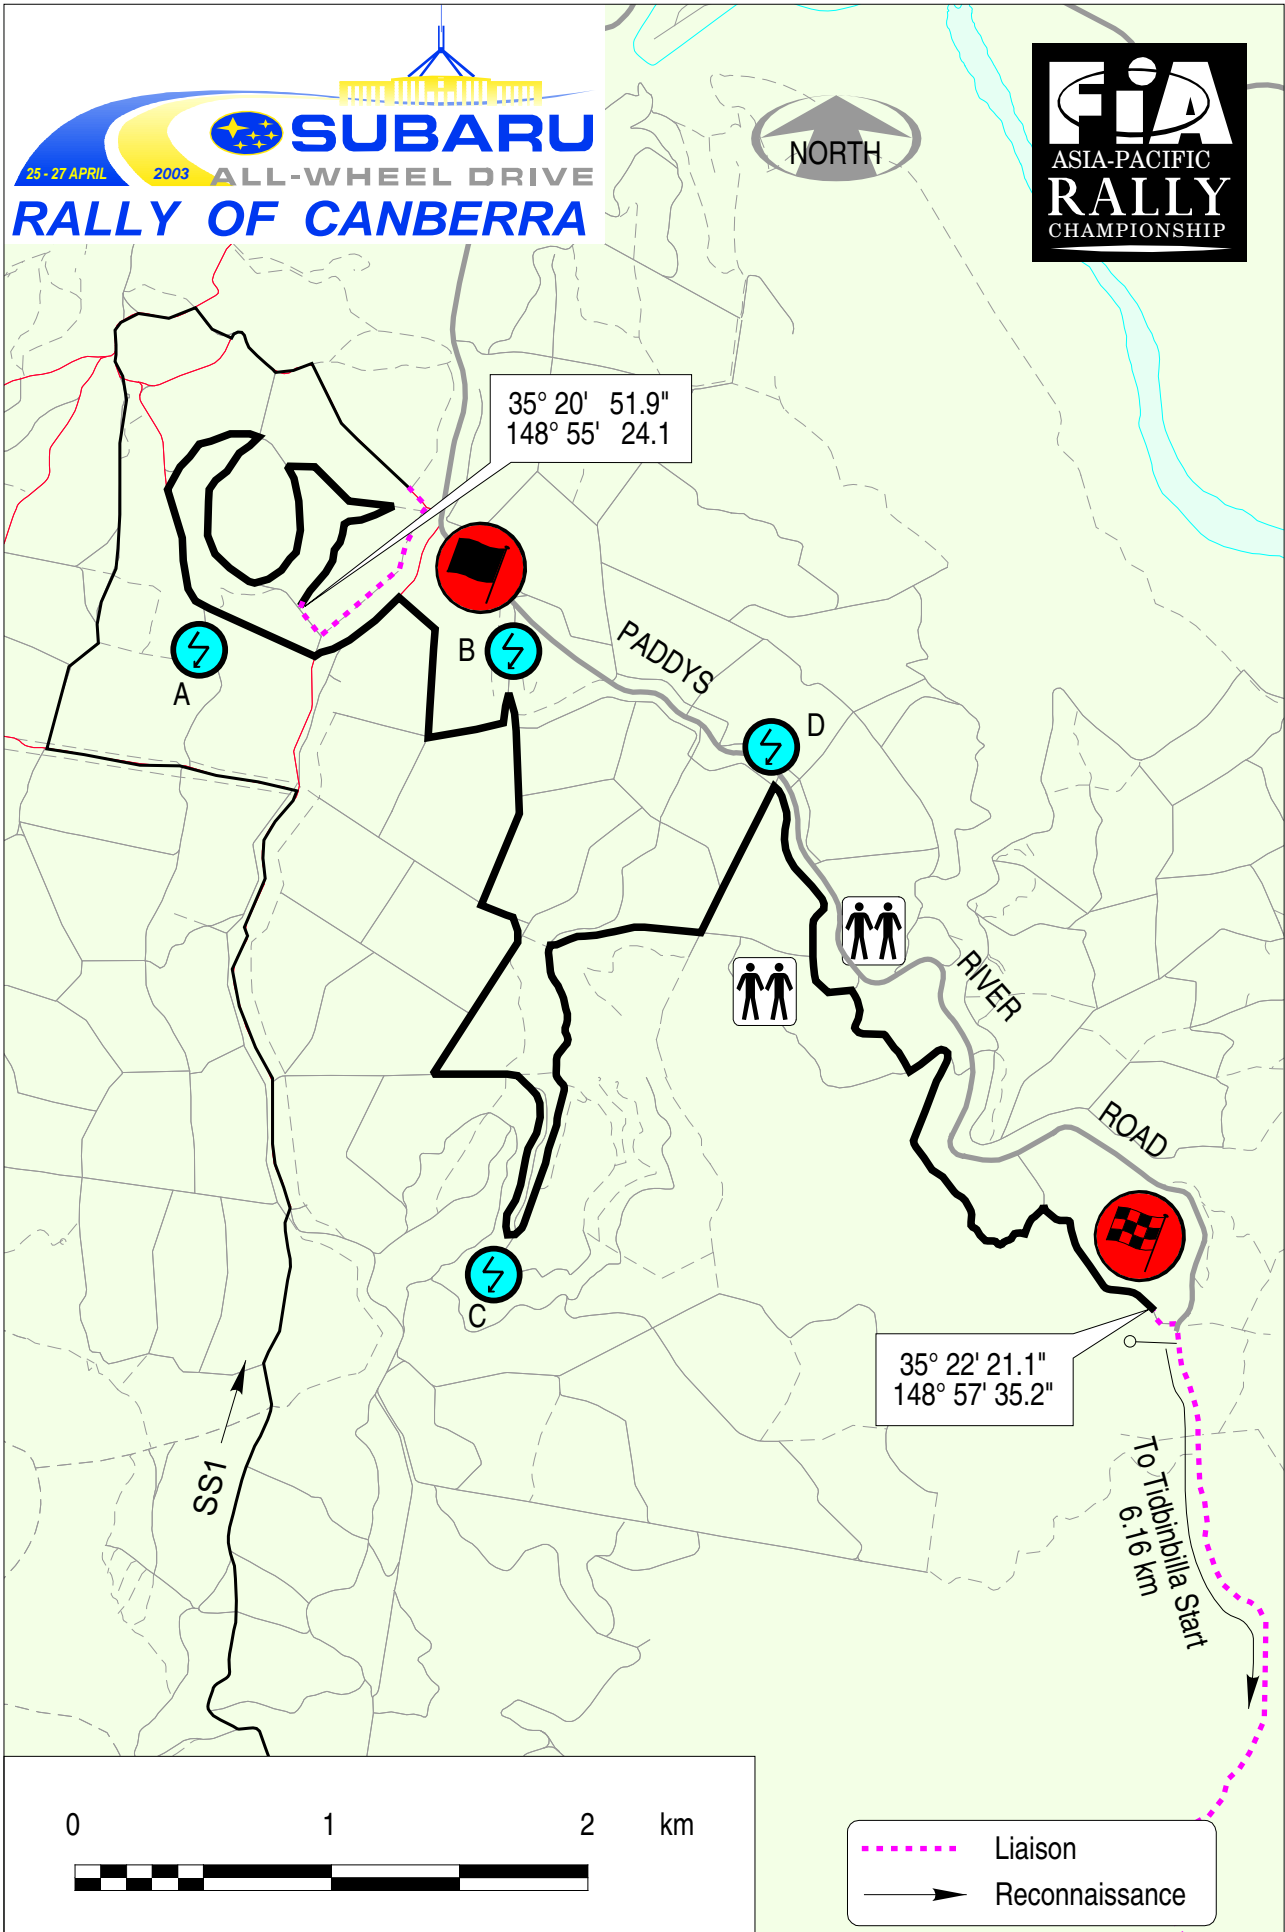 25 - 27 APRIL 2003
SUBARU
ALL-WHEEL DRIVE
RALLY OF CANBERRA
NORTH
FiA
ASIA-PACIFIC
RALLY
CHAMPIONSHIP
35° 20' 51.9"
148° 55' 24.1
PADDYS
B
D
A
RIVER
ROAD
C
35° 22' 21.1"
148° 57' 35.2"
SS1
To Tidbinbilla Start
6.16 km
0 1 2 km
Liaison
Reconnaissance